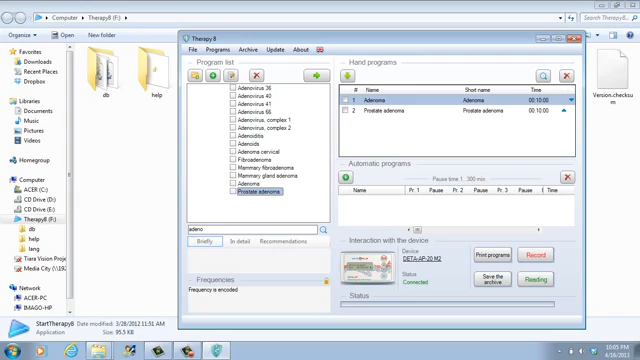 Computer ▸ Therapy8 (F:) ▸
Search Therapy8 (F:)
Organize ▾ Open New folder
Favorites
Downloads
Recent Places
Dropbox
Libraries
Documents
Music
Pictures
Videos
Homegroup
Computer
ACER (C:)
CD Drive (D:)
CD Drive (E:)
Therapy8 (F:)
db
help
lang
Tiara Vision Project
Media City (\\192
Network
ACER-PC
IMAGO-HP
db
help
Version.checksum
Therapy 8
File Programs Archive Update About
Program list
Adenovirus 36
Adenovirus 40
Adenovirus 41
Adenovirus 66
Adenovirus, complex 1
Adenovirus, complex 2
Adenoiditis
Adenoids
Adenoma cervical
Fibroadenoma
Mammary fibroadenoma
Mammary gland adenoma
Adenoma
Prostate adenoma
adeno
Briefly In detail Recommendations
Frequencies
Frequency is encoded
Hand programs
# Name Short name Time
1 Adenoma Adenoma 00:10:00
2 Prostate adenoma Prostate adenoma 00:10:00
Automatic programs
Pause time 1...300 min
Name Pr. 1 Pause Pr. 2 Pause Pr. 3 Pause Time
Interaction with the device
Device
DETA-AP-20 M2
Status
Connected
Print programs
Record
Save the archive
Reading
Status
StartTherapy8 Date modified: 3/28/2012 11:51 AM
Application Size: 95.5 KB
10:05 PM
4/16/2013